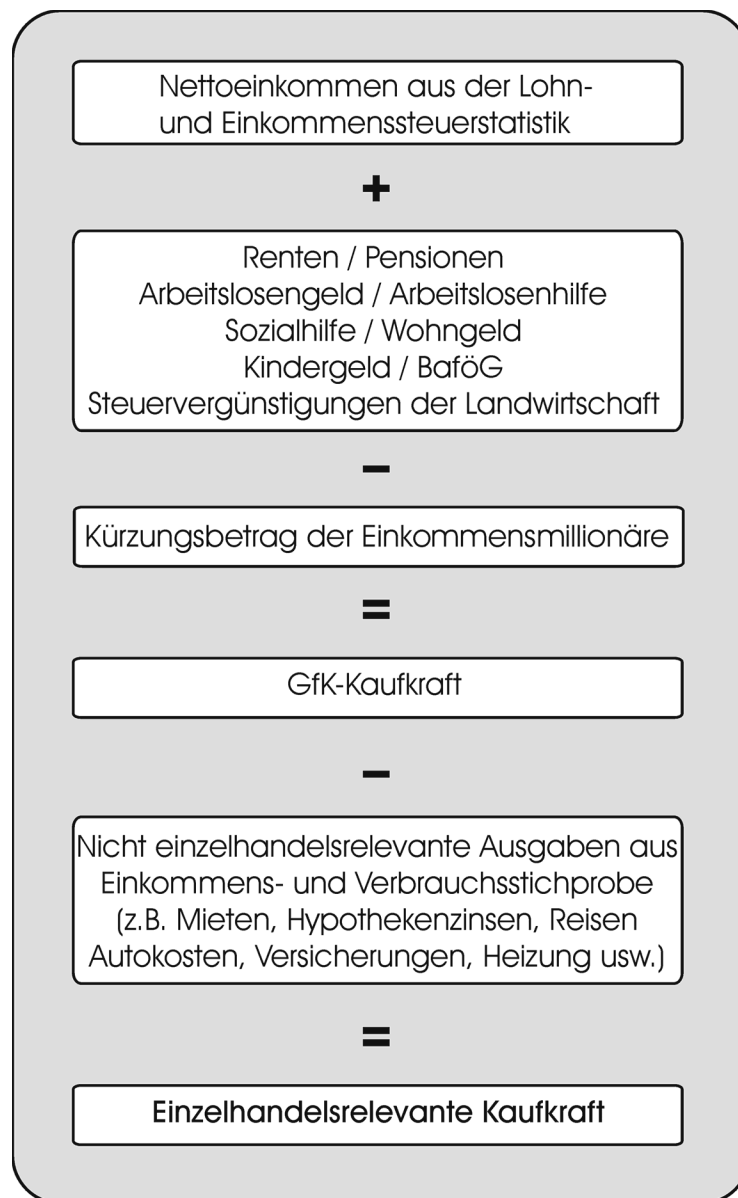 Nettoeinkommen aus der Lohn-
und Einkommenssteuerstatistik
+
Renten / Pensionen
Arbeitslosengeld / Arbeitslosenhilfe
Sozialhilfe / Wohngeld
Kindergeld / BaföG
Steuervergünstigungen der Landwirtschaft
–
Kürzungsbetrag der Einkommensmillionäre
=
GfK-Kaufkraft
–
Nicht einzelhandelsrelevante Ausgaben aus
Einkommens- und Verbrauchsstichprobe
(z.B. Mieten, Hypothekenzinsen, Reisen
Autokosten, Versicherungen, Heizung usw.)
=
Einzelhandelsrelevante Kaufkraft